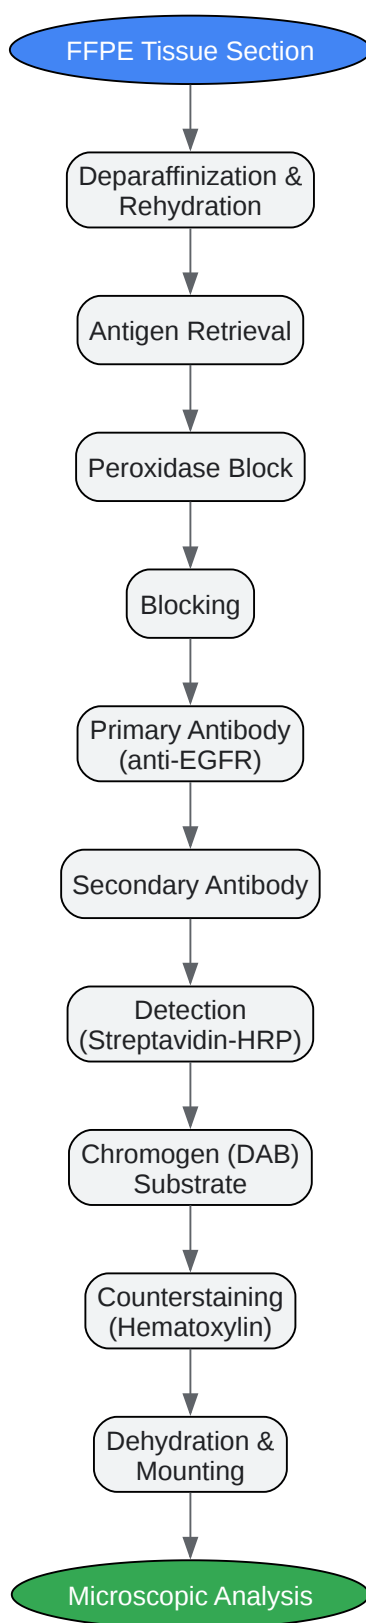 FFPE Tissue Section
Deparaffinization &
Rehydration
Antigen Retrieval
Peroxidase Block
Blocking
Primary Antibody
(anti-EGFR)
Secondary Antibody
Detection
(Streptavidin-HRP)
Chromogen (DAB)
Substrate
Counterstaining
(Hematoxylin)
Dehydration &
Mounting
Microscopic Analysis